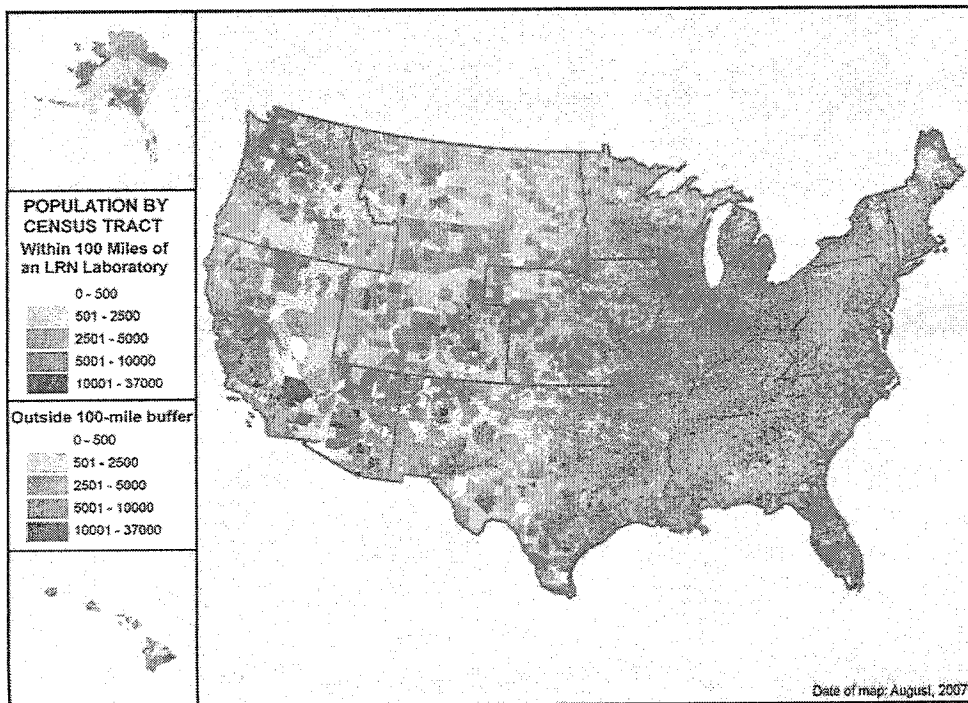 POPULATION BY
CENSUS TRACT
Within 100 Miles of
an LRN Laboratory
0 - 500
501 - 2500
2501 - 5000
5001 - 10000
10001 - 37000
Outside 100-mile buffer
0 - 500
501 - 2500
2501 - 5000
5001 - 10000
10001 - 37000
Date of map: August, 2007